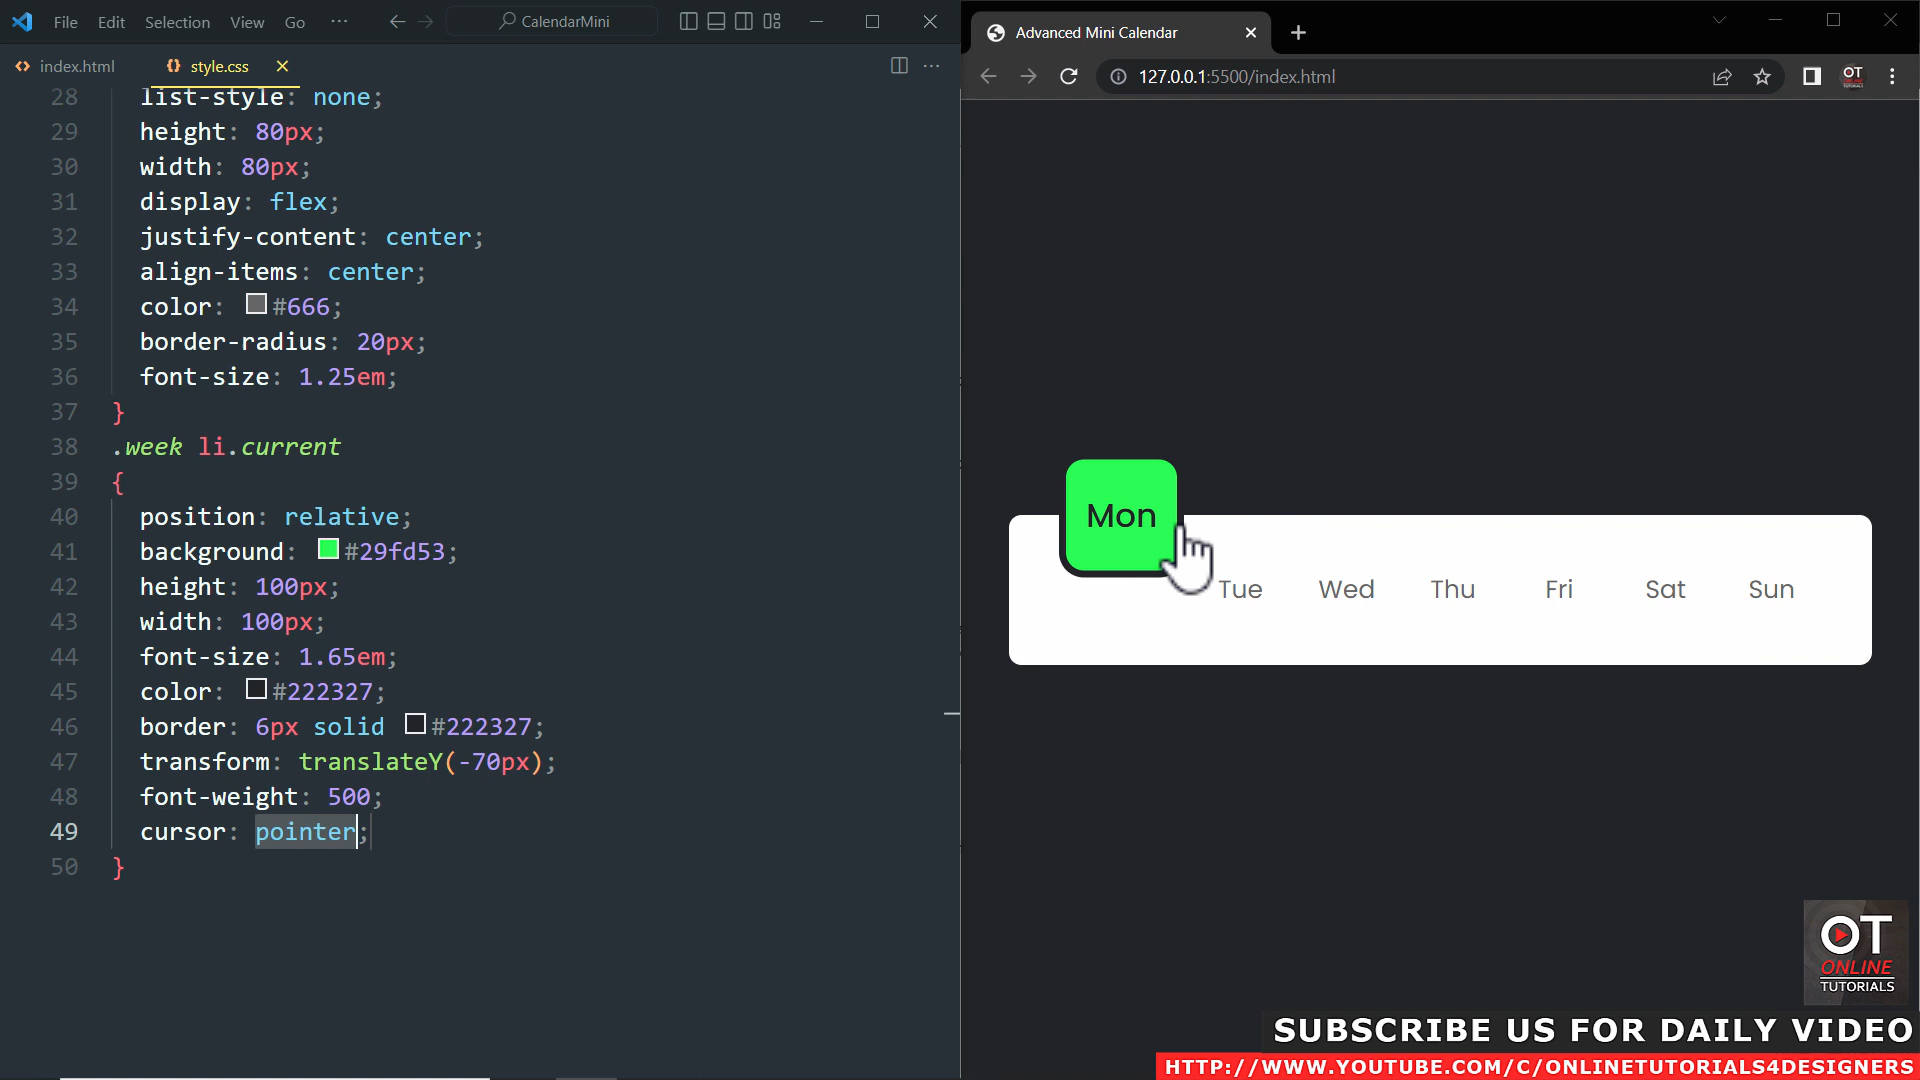 File Edit Selection View Go ··· CalendarMini
index.html style.css
28 list-style: none;
29 height: 80px;
30 width: 80px;
31 display: flex;
32 justify-content: center;
33 align-items: center;
34 color: #666;
35 border-radius: 20px;
36 font-size: 1.25em;
37 }
38 .week li.current
39 {
40 position: relative;
41 background: #29fd53;
42 height: 100px;
43 width: 100px;
44 font-size: 1.65em;
45 color: #222327;
46 border: 6px solid #222327;
47 transform: translateY(-70px);
48 font-weight: 500;
49 cursor: pointer;
50 }
Advanced Mini Calendar
127.0.0.1:5500/index.html
Mon
Tue Wed Thu Fri Sat Sun
OT
ONLINE
TUTORIALS
SUBSCRIBE US FOR DAILY VIDEO
HTTP://WWW.YOUTUBE.COM/C/ONLINETUTORIALS4DESIGNERS